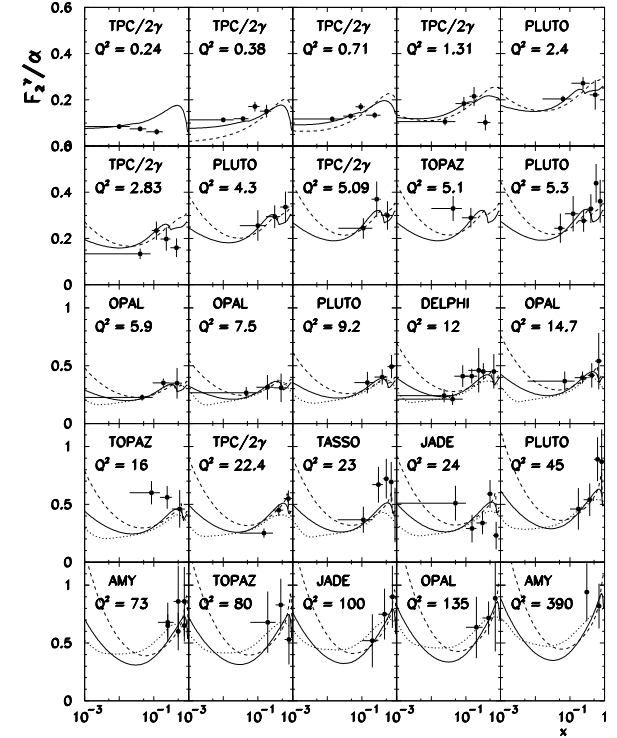 F₂^γ/α
0.6
0.4
0.2
0.0
TPC/2γ
Q² = 0.24
TPC/2γ
Q² = 0.38
TPC/2γ
Q² = 0.71
TPC/2γ
Q² = 1.31
PLUTO
Q² = 2.4
0.4
0.2
0
TPC/2γ
Q² = 2.83
PLUTO
Q² = 4.3
TPC/2γ
Q² = 5.09
TOPAZ
Q² = 5.1
PLUTO
Q² = 5.3
1
0.5
0
OPAL
Q² = 5.9
OPAL
Q² = 7.5
PLUTO
Q² = 9.2
DELPHI
Q² = 12
OPAL
Q² = 14.7
1
0.5
0
TOPAZ
Q² = 16
TPC/2γ
Q² = 22.4
TASSO
Q² = 23
JADE
Q² = 24
PLUTO
Q² = 45
1
0.5
0
AMY
Q² = 73
TOPAZ
Q² = 80
JADE
Q² = 100
OPAL
Q² = 135
AMY
Q² = 390
10⁻³ 10⁻¹ 10⁻³ 10⁻¹ 10⁻³ 10⁻¹ 10⁻³ 10⁻¹ 10⁻³ 10⁻¹ 1
x